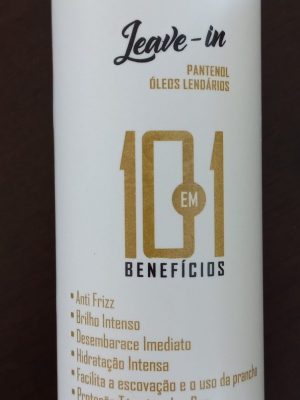 Leave-in
PANTENOL
ÓLEOS LENDÁRIOS
10 EM 1
BENEFÍCIOS
• Anti Frizz
• Brilho Intenso
• Desembarace Imediato
• Hidratação Intensa
• Facilita a escovação e o uso da prancha